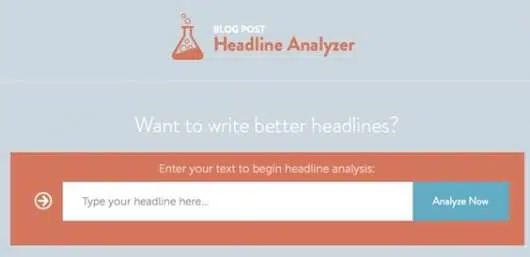 BLOG POST
Headline Analyzer
Want to write better headlines?
Enter your text to begin headline analysis:
Type your headline here...
Analyze Now